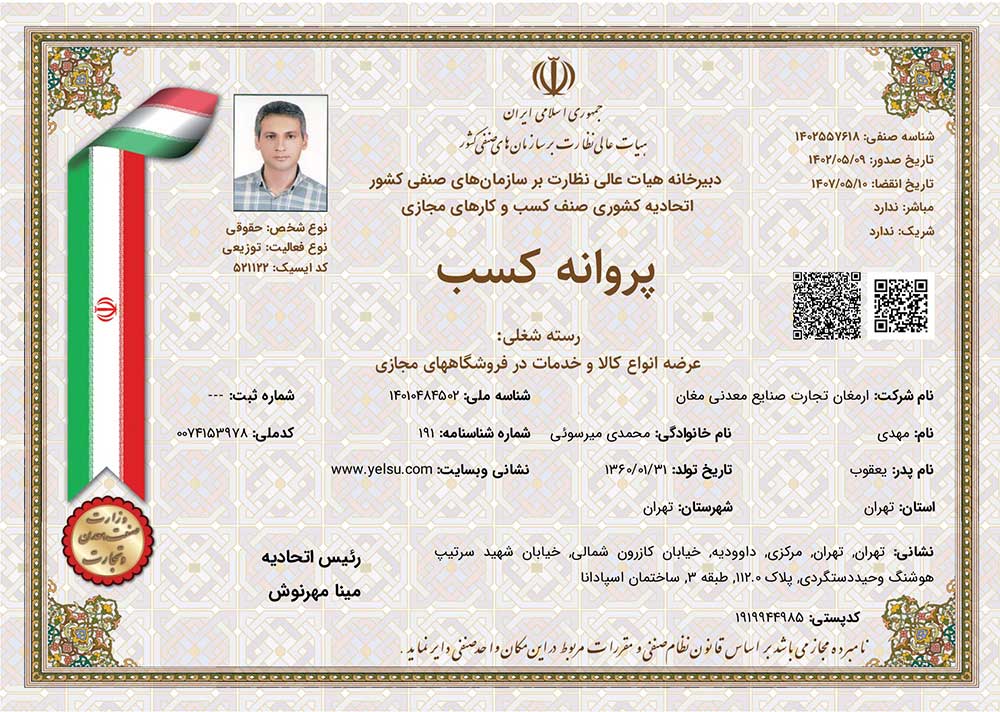 جمهوری اسلامی ایران
هیات عالی نظارت بر سازمان های صنفی کشور
دبیرخانه هیات عالی نظارت بر سازمان‌های صنفی کشور
اتحادیه کشوری صنف کسب و کارهای مجازی
پروانه کسب
شناسه صنفی: ۱۴۰۲۵۵۷۶۱۸
تاریخ صدور: ۱۴۰۲/۰۵/۰۹
تاریخ انقضا: ۱۴۰۷/۰۵/۱۰
مباشر: ندارد
شریک: ندارد
نوع شخص: حقوقی
نوع فعالیت: توزیعی
کد ایسیک: ۵۲۱۱۲۲
رسته شغلی:
عرضه انواع کالا و خدمات در فروشگاههای مجازی
نام شرکت: ارمغان تجارت صنایع معدنی مغان شناسه ملی: ۱۴۰۱۰۴۸۴۵۰۲ شماره ثبت: ---
نام: مهدی نام خانوادگی: محمدی میرسوئی شماره شناسنامه: ۱۹۱ کدملی: ۰۰۷۴۱۵۳۹۷۸
نام پدر: یعقوب تاریخ تولد: ۱۳۶۰/۰۱/۳۱ نشانی وبسایت: www.yelsu.com
استان: تهران شهرستان: تهران
نشانی: تهران, تهران, مرکزی, داوودیه, خیابان کازرون شمالی, خیابان شهید سرتیپ
هوشنگ وحیددستگردی, پلاک ۱۱۲.۰, طبقه ۳, ساختمان اسپادانا
کدپستی: ۱۹۱۹۹۴۴۹۸۵
رئیس اتحادیه
مینا مهرنوش
نامبرده مجاز می باشد بر اساس قانون نظام صنفی و مقررات مربوط در این مکان واحد صنفی دایر نماید .
وزارت
صنعت معدن
و تجارت